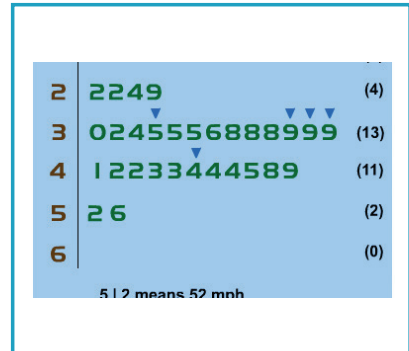 2 | 2249 (4)
3 | 0245556888999 (13)
4 | 12233444589 (11)
5 | 26 (2)
6 | (0)
5 | 2 means 52 mph